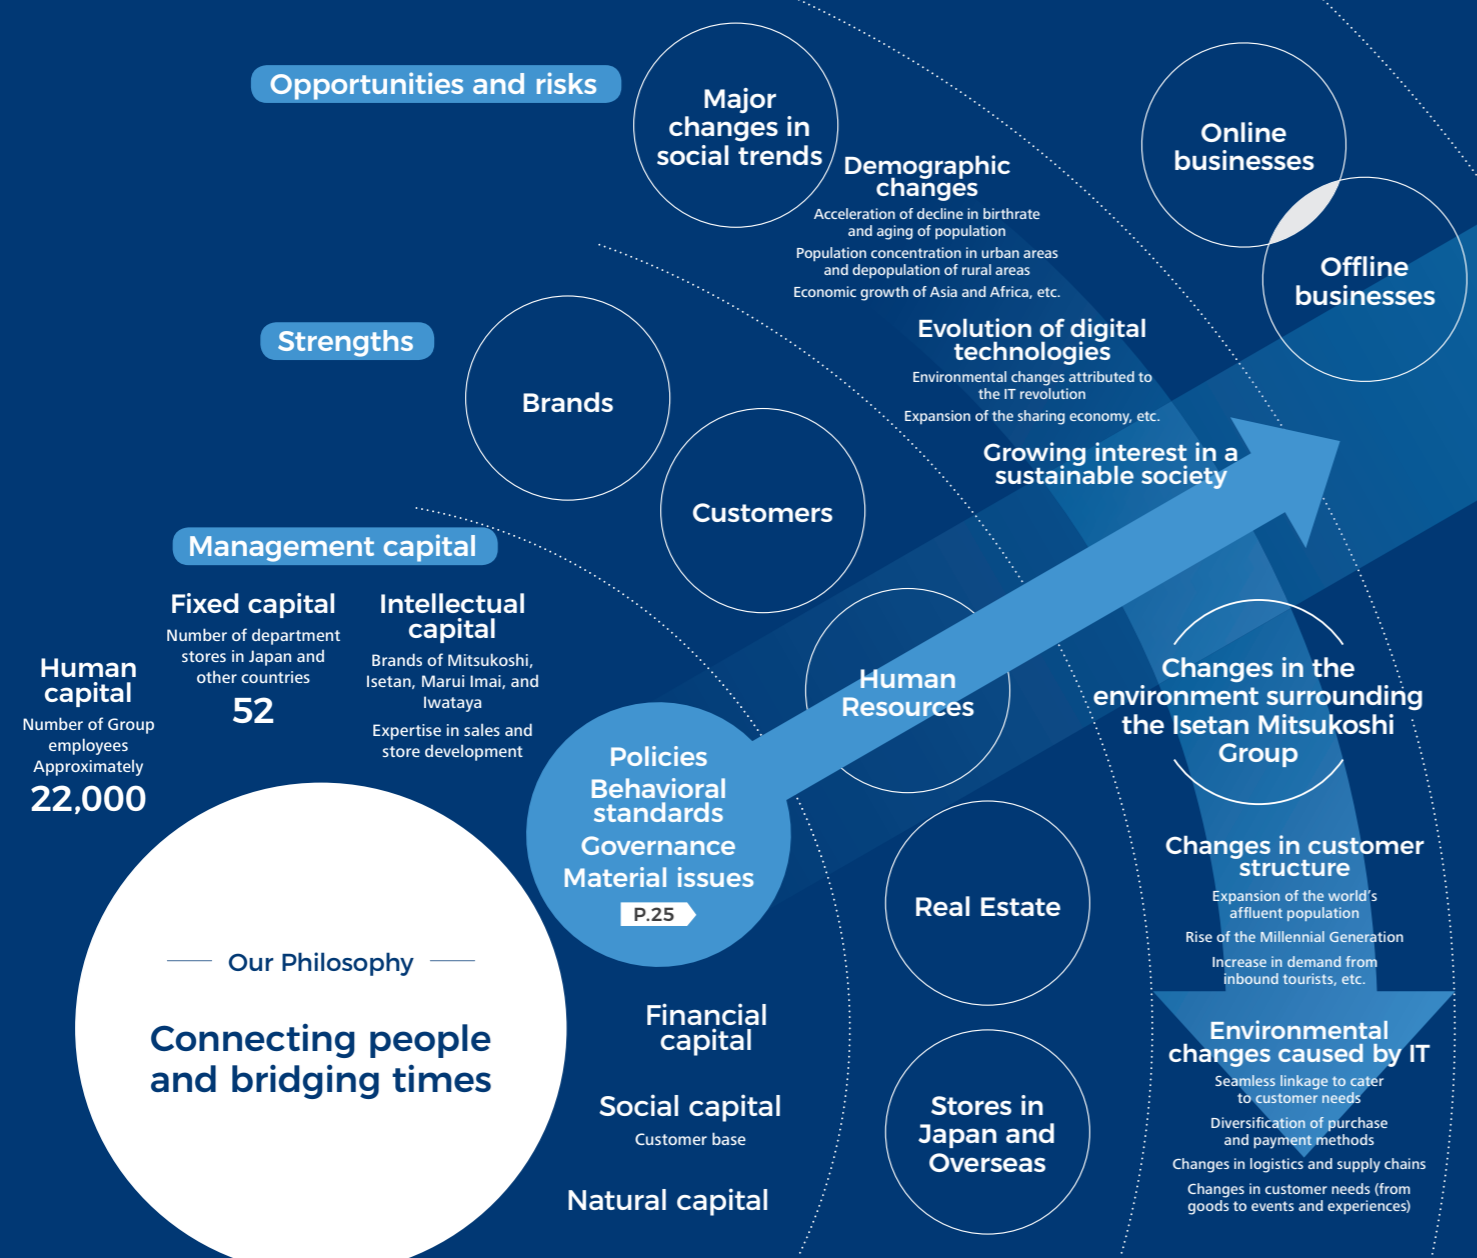 Opportunities and risks
Major
changes in
social trends
Demographic
changes
Acceleration of decline in birthrate
and aging of population
Population concentration in urban areas
and depopulation of rural areas
Economic growth of Asia and Africa, etc.
Evolution of digital
technologies
Environmental changes attributed to
the IT revolution
Expansion of the sharing economy, etc.
Growing interest in a
sustainable society
Online
businesses
Offline
businesses
Strengths
Brands
Customers
Human
Resources
Real Estate
Stores in
Japan and
Overseas
Changes in the
environment surrounding
the Isetan Mitsukoshi
Group
Changes in customer
structure
Expansion of the world's
affluent population
Rise of the Millennial Generation
Increase in demand from
inbound tourists, etc.
Environmental
changes caused by IT
Seamless linkage to cater
to customer needs
Diversification of purchase
and payment methods
Changes in logistics and supply chains
Changes in customer needs (from
goods to events and experiences)
Management capital
Human
capital
Number of Group
employees
Approximately
22,000
Fixed capital
Number of department
stores in Japan and
other countries
52
Intellectual
capital
Brands of Mitsukoshi,
Isetan, Marui Imai, and
Iwataya
Expertise in sales and
store development
Policies
Behavioral
standards
Governance
Material issues
P.25
Financial
capital
Social capital
Customer base
Natural capital
Our Philosophy
Connecting people
and bridging times